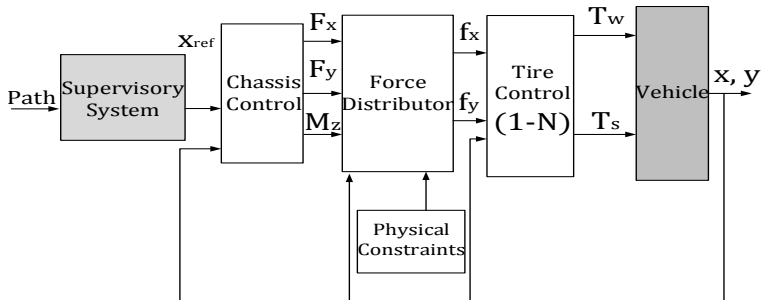 Path
Supervisory
System
xref
Chassis
Control
Fx
Fy
Mz
Force
Distributor
fx
fy
Physical
Constraints
Tire
Control
(1-N)
Tw
Ts
Vehicle
x, y